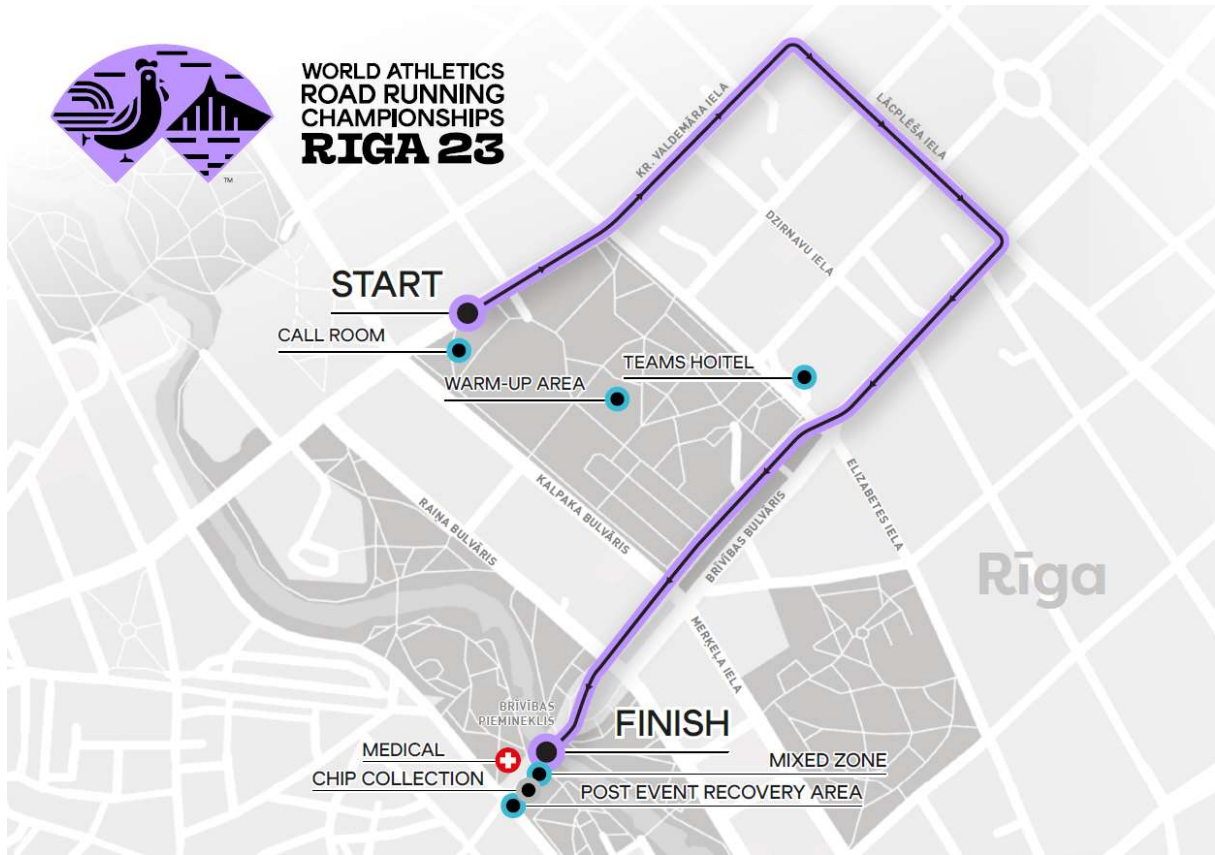 WORLD ATHLETICS
ROAD RUNNING
CHAMPIONSHIPS
RIGA 23
TM
KR. VALDEMĀRA IELA
LĀCPLĒŠA IELA
DZIRNAVU IELA
START
CALL ROOM
TEAMS HOITEL
WARM-UP AREA
ELIZABETES IELA
KALPAKA BULVĀRIS
RAIŅA BULVĀRIS
BRĪVĪBAS BULVĀRIS
Rīga
MERĶEĻA IELA
BRĪVĪBAS
PIEMINEKLIS
FINISH
MEDICAL
MIXED ZONE
CHIP COLLECTION
POST EVENT RECOVERY AREA